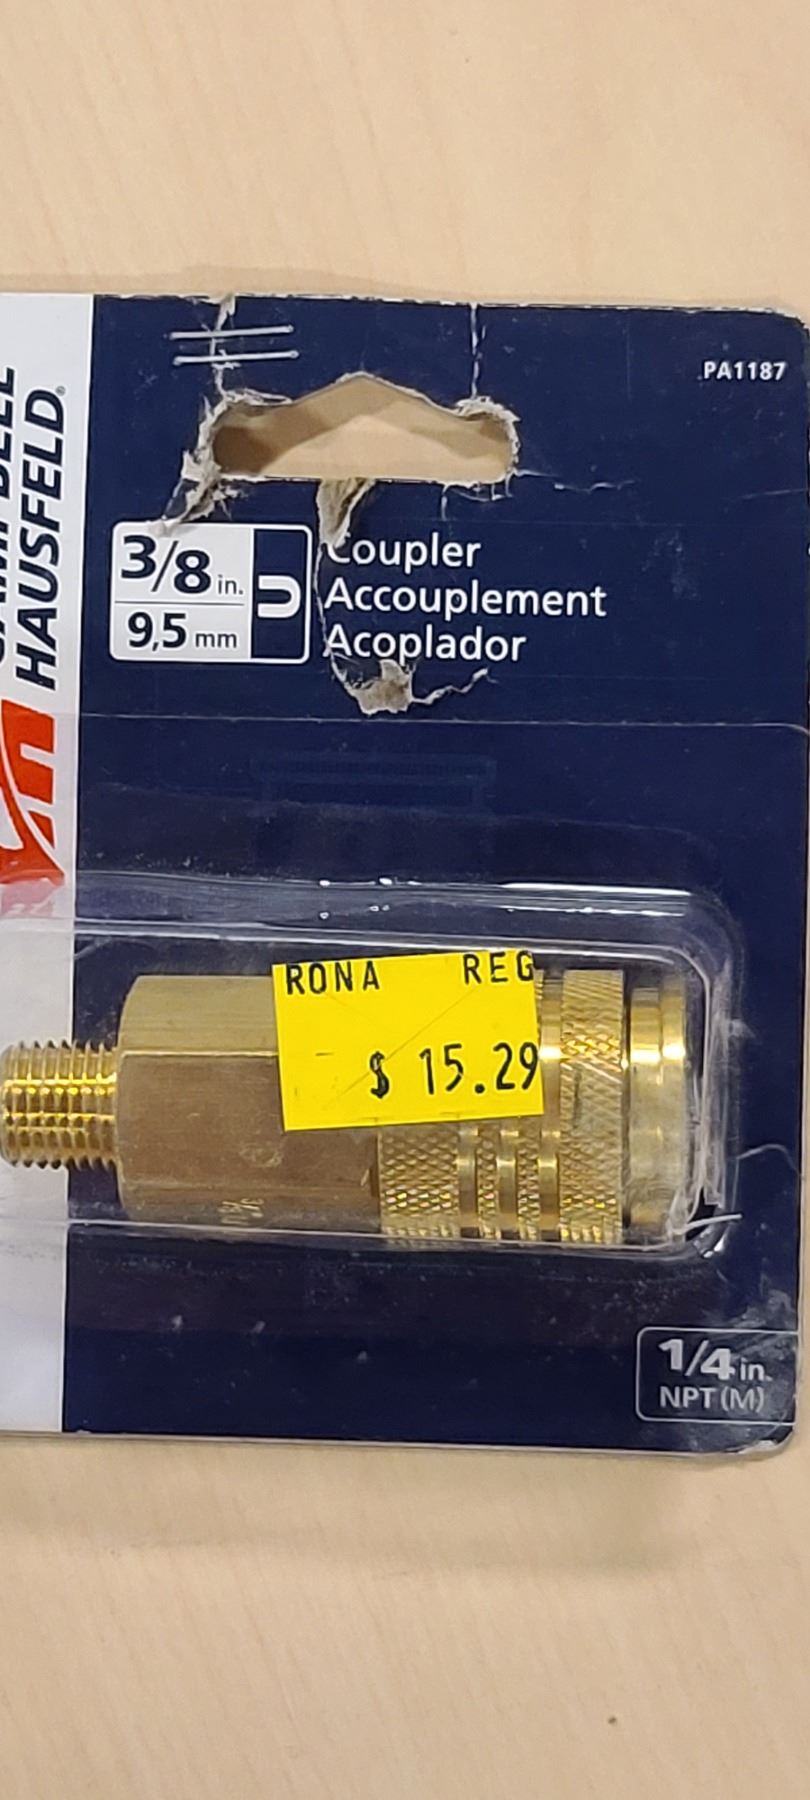 HAUSFELD®
PA1187
3/8 in.
9,5 mm
Coupler
Accouplement
Acoplador
RONA REG
$ 15.29
1/4 in.
NPT (M)